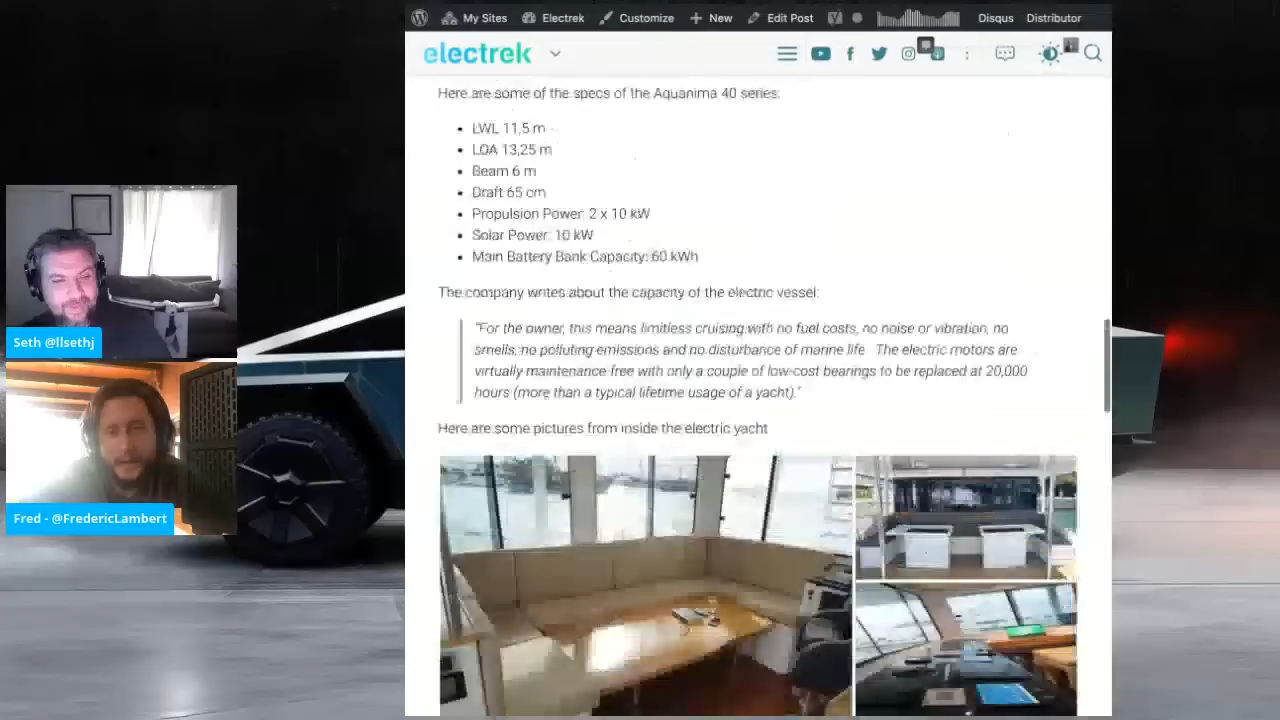 My Sites Electrek Customize New Edit Post Disqus Distributor
electrek
Here are some of the specs of the Aquanima 40 series:
LWL 11,5 m
LOA 13,25 m
Beam 6 m
Draft 65 cm
Propulsion Power: 2 x 10 kW
Solar Power: 10 kW
Main Battery Bank Capacity: 60 kWh
The company writes about the capacity of the electric vessel:
"For the owner, this means limitless cruising with no fuel costs, no noise or vibration, no
smells, no polluting emissions and no disturbance of marine life The electric motors are
virtually maintenance free with only a couple of low-cost bearings to be replaced at 20,000
hours (more than a typical lifetime usage of a yacht)."
Here are some pictures from inside the electric yacht
Seth @llsethj
Fred - @FredericLambert